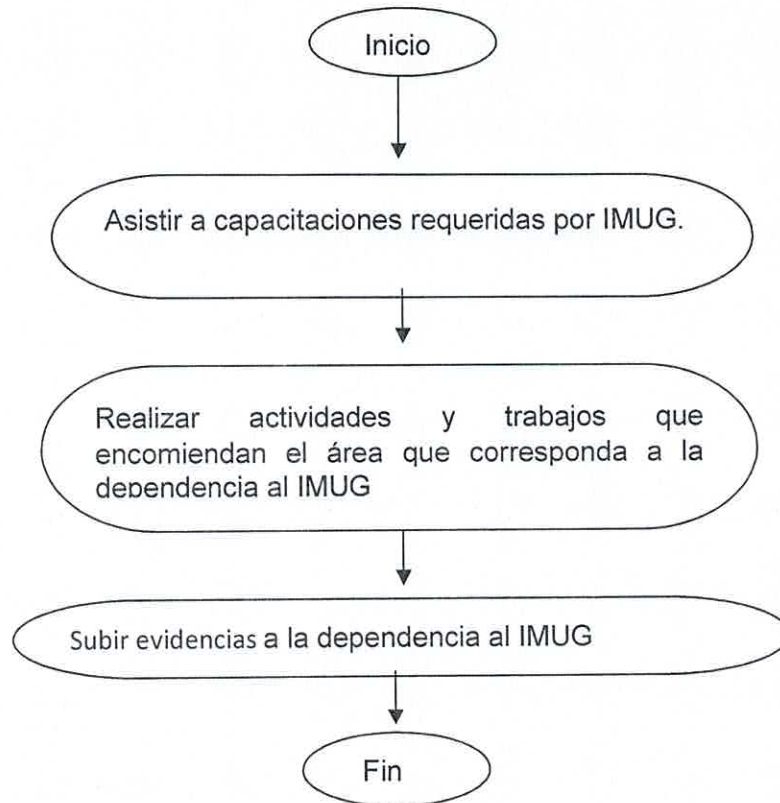 Inicio
Asistir a capacitaciones requeridas por IMUG.
Realizar actividades y trabajos que
encomiendan el área que corresponda a la
dependencia al IMUG
Subir evidencias a la dependencia al IMUG
Fin